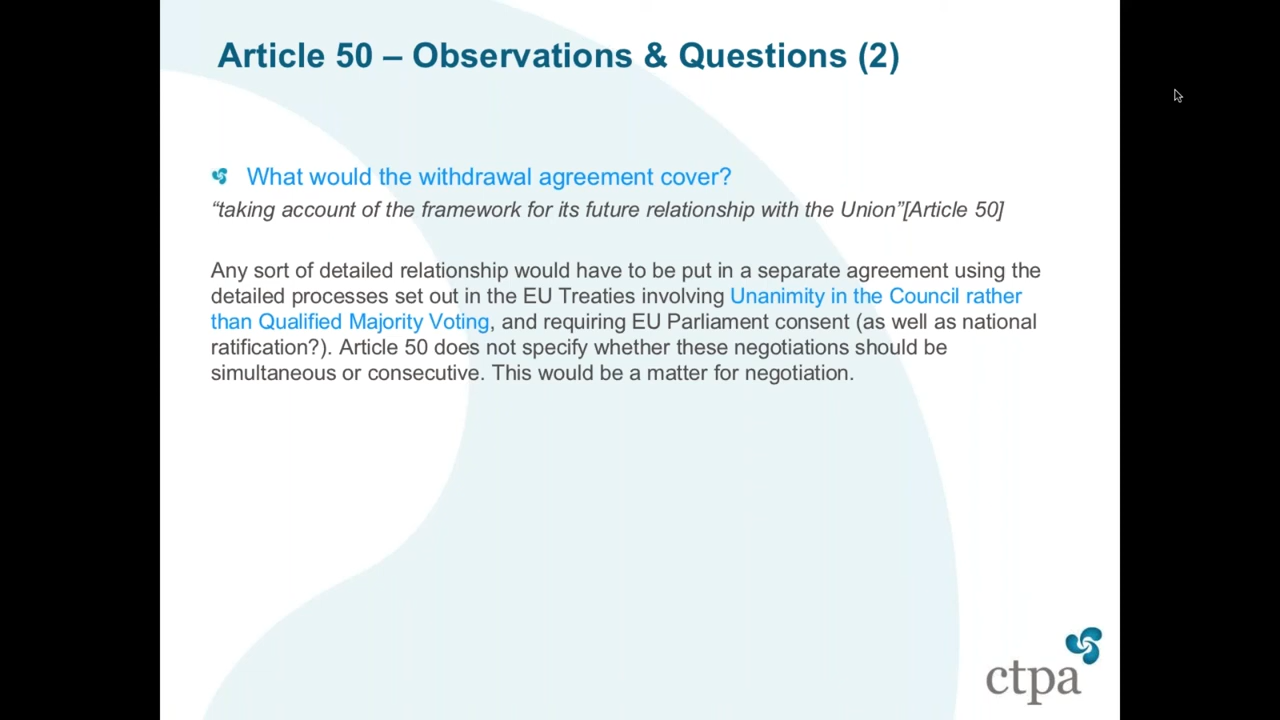 Article 50 – Observations & Questions (2)
What would the withdrawal agreement cover?
“taking account of the framework for its future relationship with the Union”[Article 50]
Any sort of detailed relationship would have to be put in a separate agreement using the
detailed processes set out in the EU Treaties involving Unanimity in the Council rather
than Qualified Majority Voting, and requiring EU Parliament consent (as well as national
ratification?). Article 50 does not specify whether these negotiations should be
simultaneous or consecutive. This would be a matter for negotiation.
ctpa